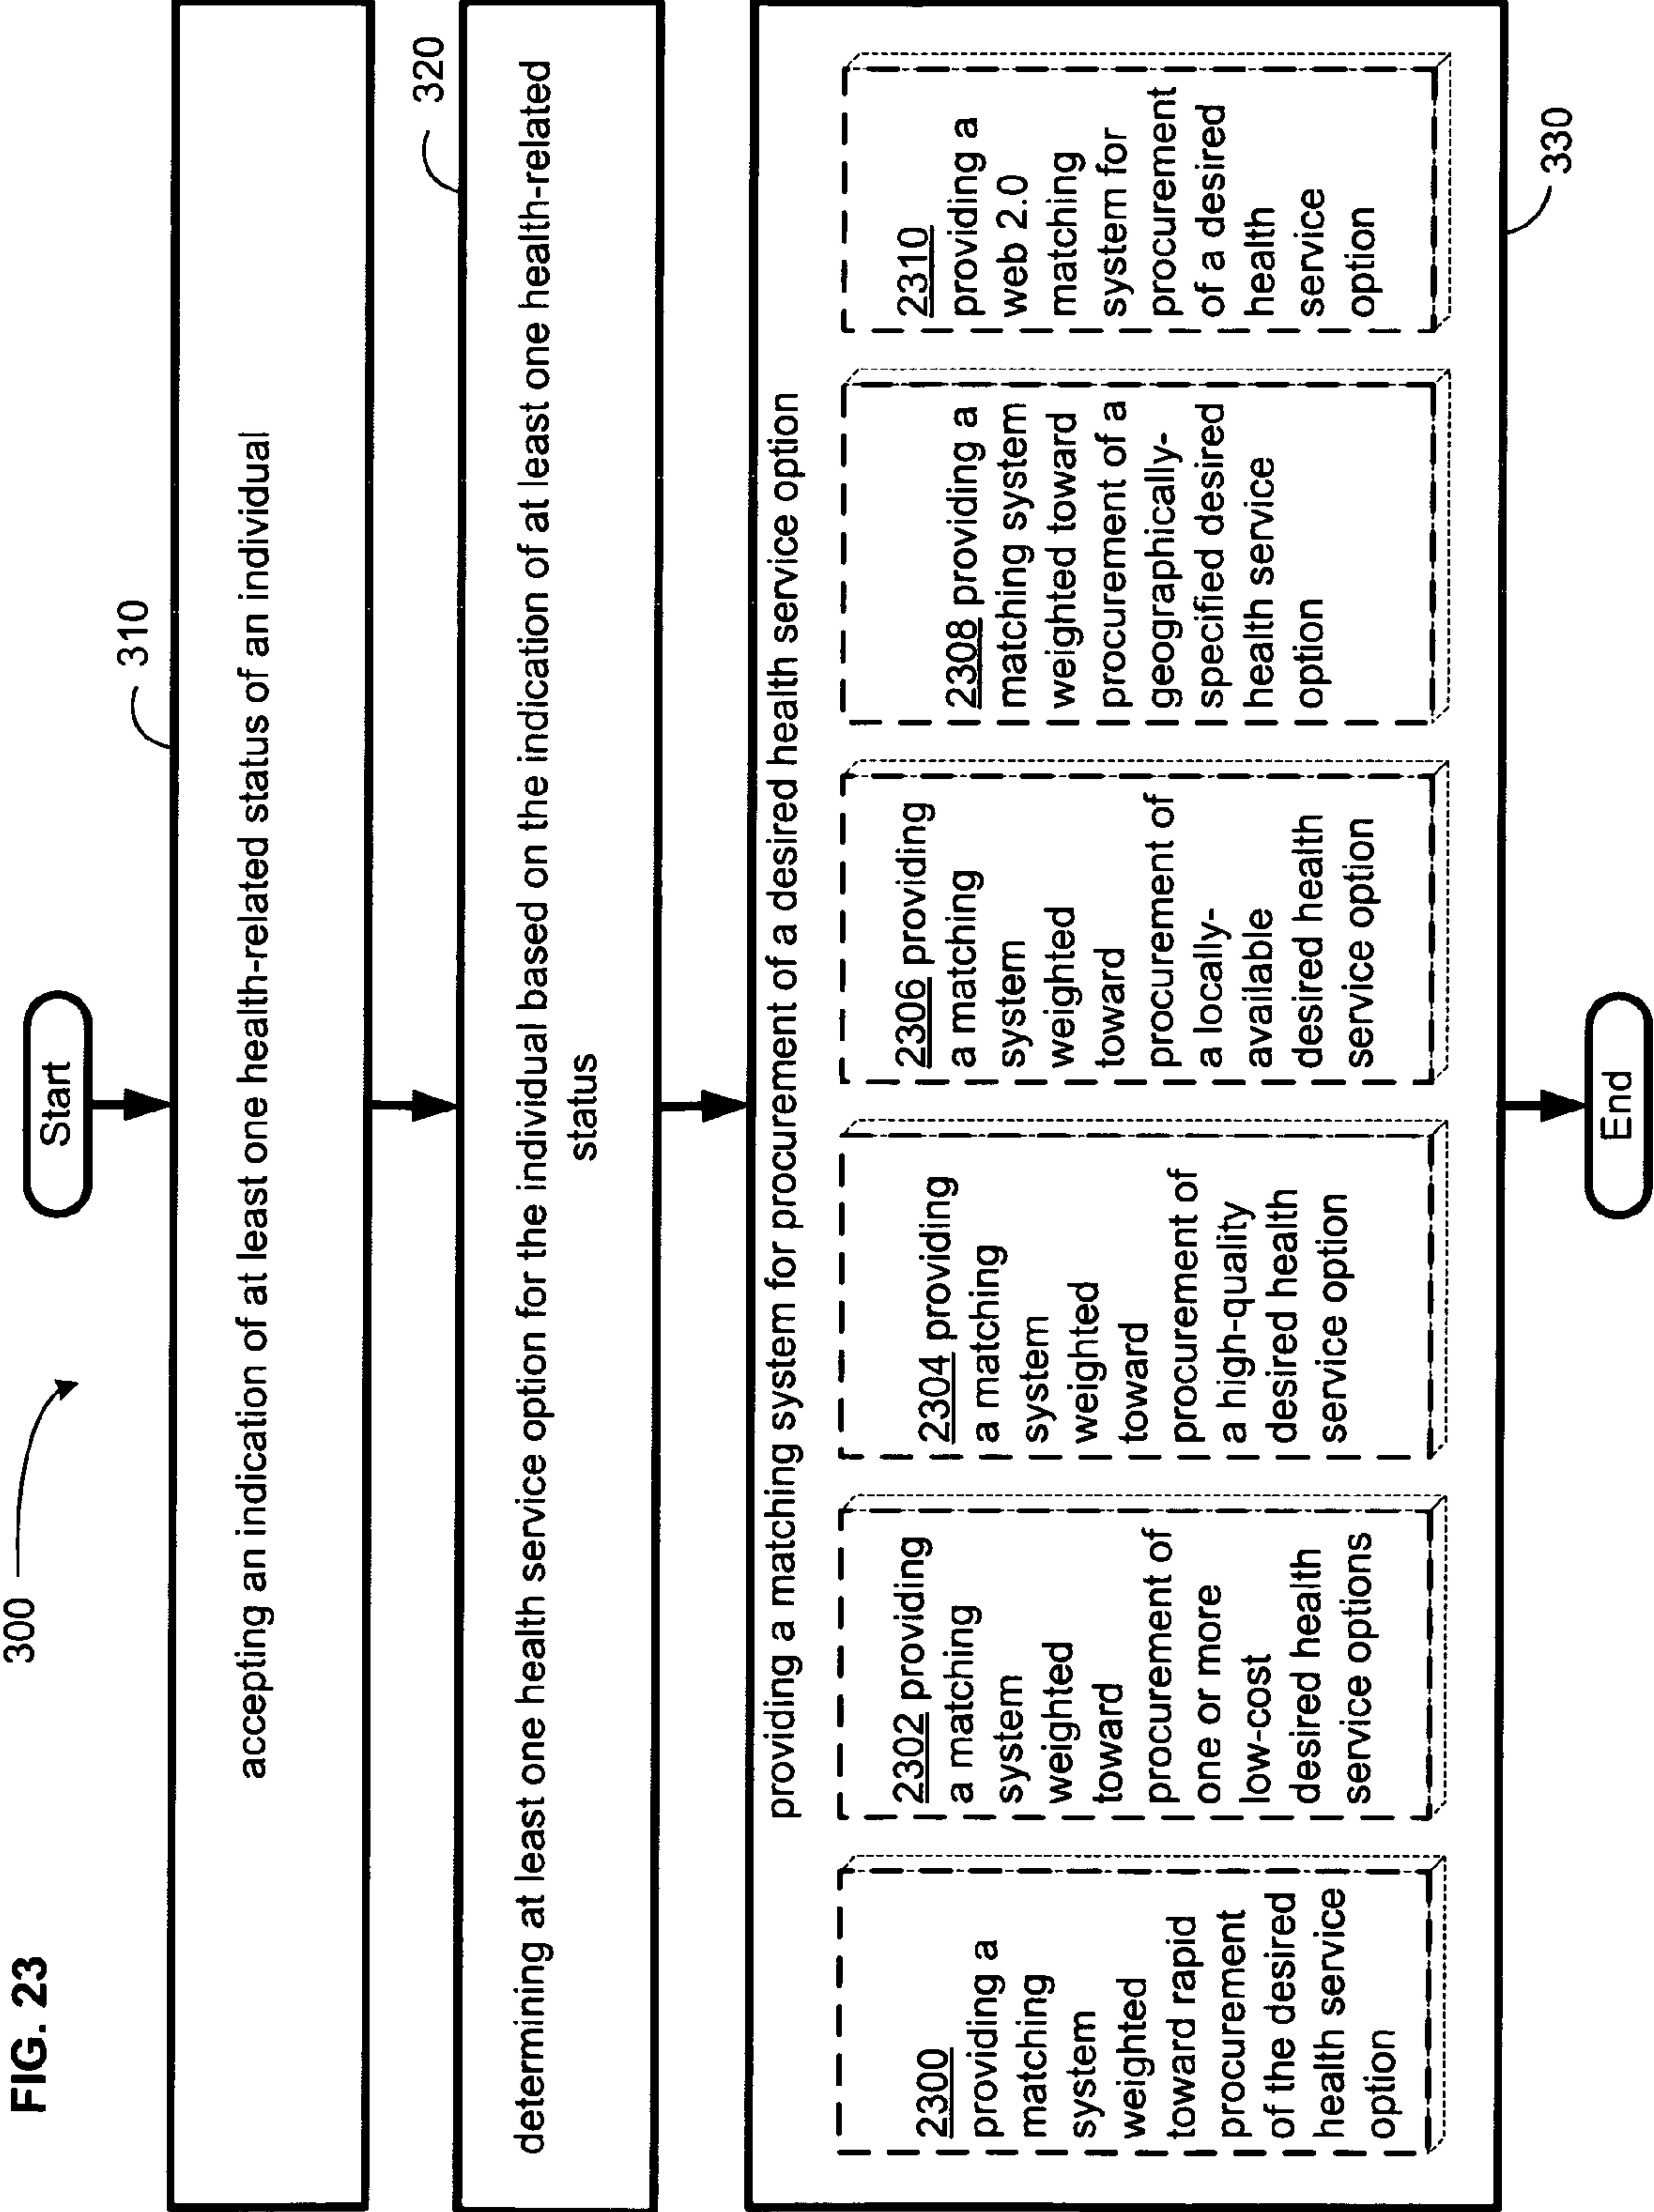 FIG. 23
300
Start
310
accepting an indication of at least one health-related status of an individual
320
determining at least one health service option for the individual based on the indication of at least one health-related
status
providing a matching system for procurement of a desired health service option
2300
providing a
matching
system
weighted
toward rapid
procurement
of the desired
health service
option
2302 providing
a matching
system
weighted
toward
procurement of
one or more
low-cost
desired health
service options
2304 providing
a matching
system
weighted
toward
procurement of
a high-quality
desired health
service option
2306 providing
a matching
system
weighted
toward
procurement of
a locally-
available
desired health
service option
2308 providing a
matching system
weighted toward
procurement of a
geographically-
specified desired
health service
option
2310
providing a
web 2.0
matching
system for
procurement
of a desired
health
service
option
330
End